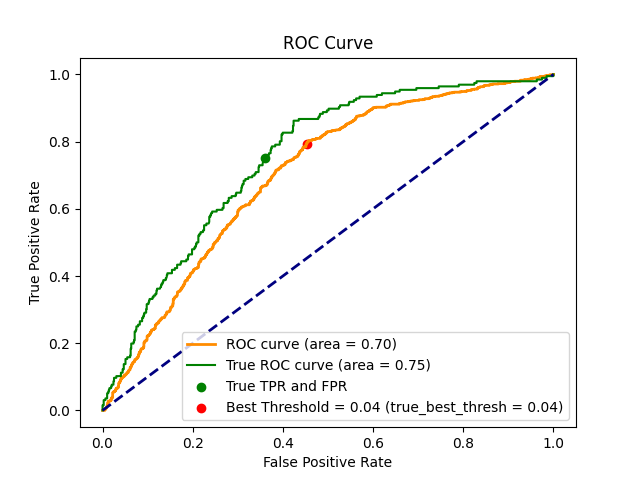 ROC Curve
True Positive Rate
1.0
0.8
0.6
0.4
0.2
0.0
ROC curve (area = 0.70)
True ROC curve (area = 0.75)
True TPR and FPR
Best Threshold = 0.04 (true_best_thresh = 0.04)
0.0 0.2 0.4 0.6 0.8 1.0
False Positive Rate